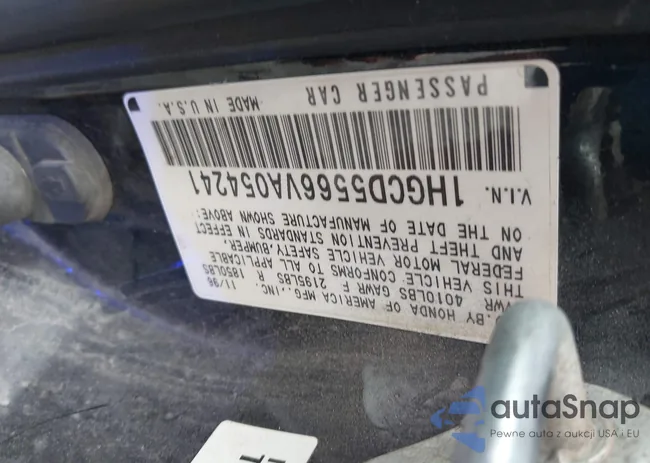 BY HONDA OF AMERICA MFG., INC. 11/96
4010LBS GAWR F 2195LBS R 1850LBS
THIS VEHICLE CONFORMS TO ALL APPLICABLE
FEDERAL MOTOR VEHICLE SAFETY, BUMPER,
AND THEFT PREVENTION STANDARDS IN EFFECT
ON THE DATE OF MANUFACTURE SHOWN ABOVE:
V.I.N. 1HGCD5566VA054241
PASSENGER CAR MADE IN U.S.A.
autaSnap
Pewne auta z aukcji USA i EU